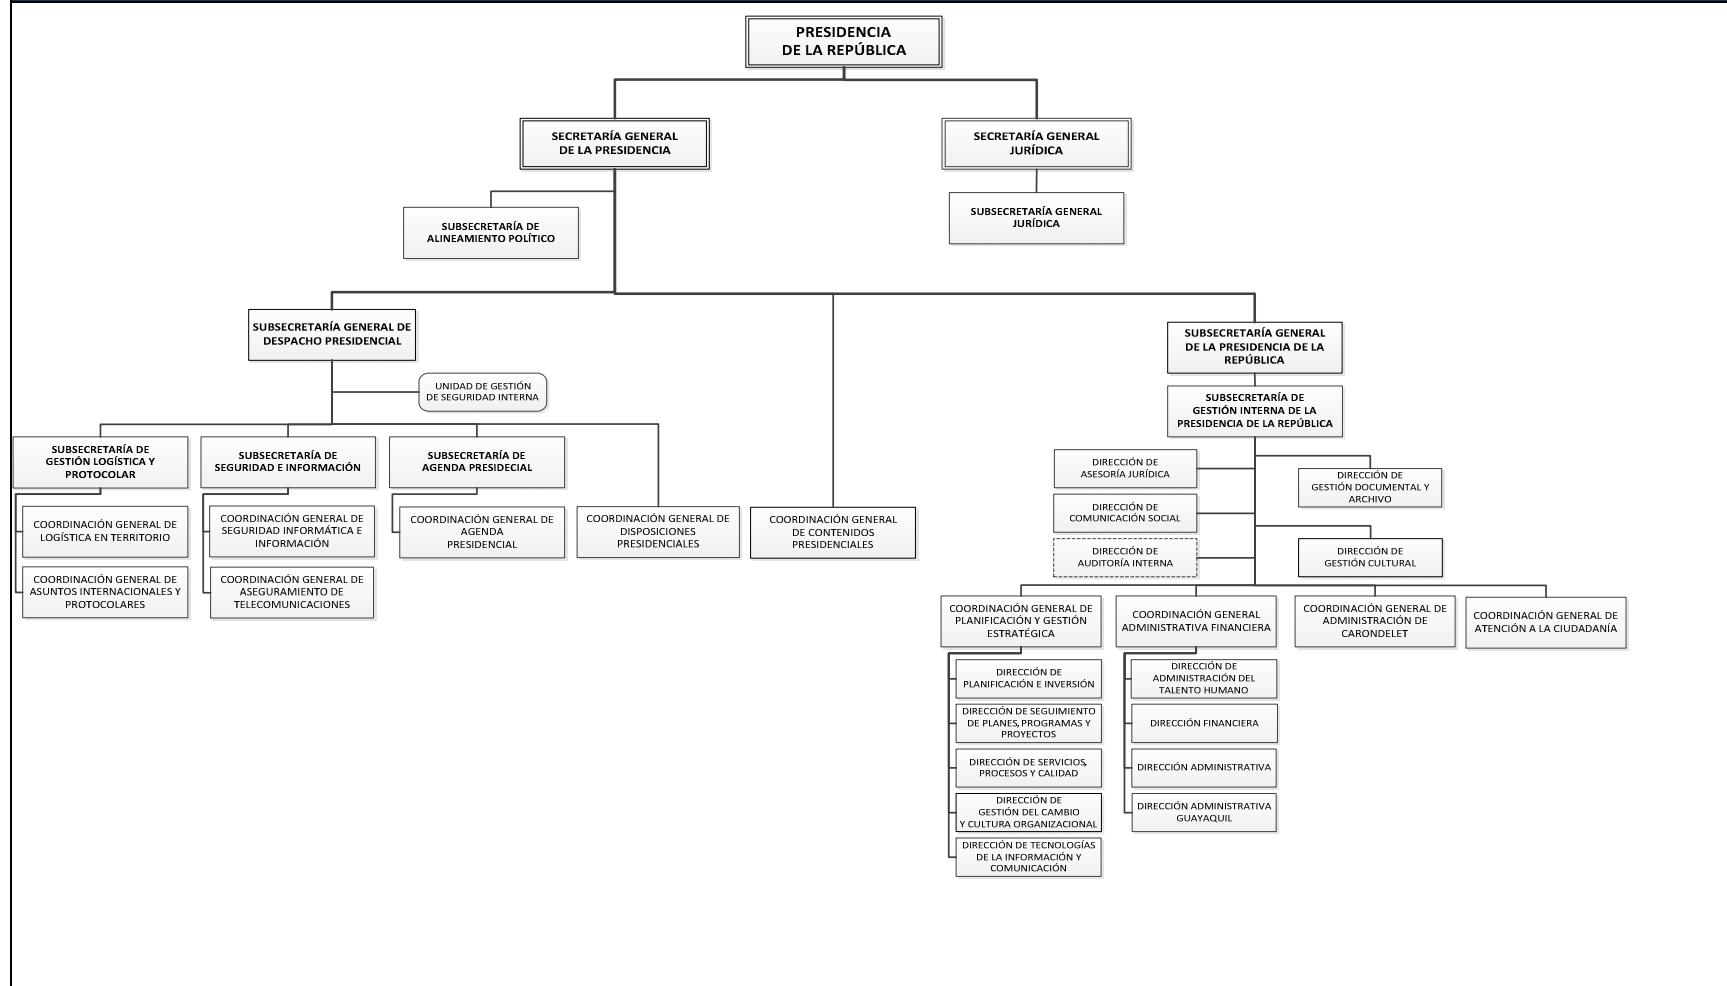 PRESIDENCIA
DE LA REPÚBLICA
SECRETARÍA GENERAL
DE LA PRESIDENCIA
SECRETARÍA GENERAL
JURÍDICA
SUBSECRETARÍA DE
ALINEAMIENTO POLÍTICO
SUBSECRETARÍA GENERAL
JURÍDICA
SUBSECRETARÍA GENERAL DE
DESPACHO PRESIDENCIAL
SUBSECRETARÍA GENERAL
DE LA PRESIDENCIA DE LA
REPÚBLICA
UNIDAD DE GESTIÓN
DE SEGURIDAD INTERNA
SUBSECRETARÍA DE
GESTIÓN INTERNA DE LA
PRESIDENCIA DE LA REPÚBLICA
SUBSECRETARÍA DE
GESTIÓN LOGÍSTICA Y
PROTOCOLAR
SUBSECRETARÍA DE
SEGURIDAD E INFORMACIÓN
SUBSECRETARÍA DE
AGENDA PRESIDECIAL
DIRECCIÓN DE
ASESORÍA JURÍDICA
DIRECCIÓN DE
GESTIÓN DOCUMENTAL Y
ARCHIVO
COORDINACIÓN GENERAL DE
LOGÍSTICA EN TERRITORIO
COORDINACIÓN GENERAL DE
SEGURIDAD INFORMÁTICA E
INFORMACIÓN
COORDINACIÓN GENERAL DE
AGENDA
PRESIDENCIAL
COORDINACIÓN GENERAL DE
DISPOSICIONES
PRESIDENCIALES
COORDINACIÓN GENERAL
DE CONTENIDOS
PRESIDENCIALES
DIRECCIÓN DE
COMUNICACIÓN SOCIAL
DIRECCIÓN DE
AUDITORÍA INTERNA
DIRECCIÓN DE
GESTIÓN CULTURAL
COORDINACIÓN GENERAL DE
ASUNTOS INTERNACIONALES Y
PROTOCOLARES
COORDINACIÓN GENERAL DE
ASEGURAMIENTO DE
TELECOMUNICACIONES
COORDINACIÓN GENERAL DE
PLANIFICACIÓN Y GESTIÓN
ESTRATÉGICA
COORDINACIÓN GENERAL
ADMINISTRATIVA FINANCIERA
COORDINACIÓN GENERAL DE
ADMINISTRACIÓN DE
CARONDELET
COORDINACIÓN GENERAL DE
ATENCIÓN A LA CIUDADANÍA
DIRECCIÓN DE
PLANIFICACIÓN E INVERSIÓN
DIRECCIÓN DE SEGUIMIENTO
DE PLANES, PROGRAMAS Y
PROYECTOS
DIRECCIÓN DE SERVICIOS,
PROCESOS Y CALIDAD
DIRECCIÓN DE
GESTIÓN DEL CAMBIO
Y CULTURA ORGANIZACIONAL
DIRECCIÓN DE TECNOLOGÍAS
DE LA INFORMACIÓN Y
COMUNICACIÓN
DIRECCIÓN DE
ADMINISTRACIÓN DEL
TALENTO HUMANO
DIRECCIÓN FINANCIERA
DIRECCIÓN ADMINISTRATIVA
DIRECCIÓN ADMINISTRATIVA
GUAYAQUIL